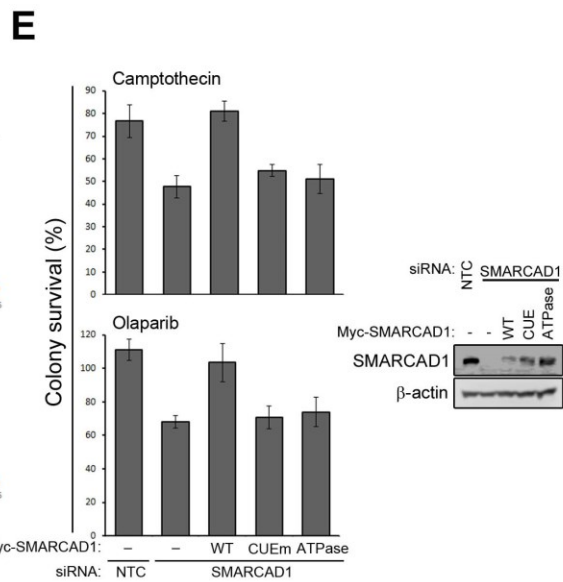 E
Camptothecin
90
80
70
60
50
40
30
20
10
0
Colony survival (%)
Olaparib
120
100
80
60
40
20
0
yc-SMARCAD1: – – WT CUEm ATPase
siRNA: NTC SMARCAD1
siRNA: NTC SMARCAD1
Myc-SMARCAD1: - - WT CUE ATPase
SMARCAD1
β-actin